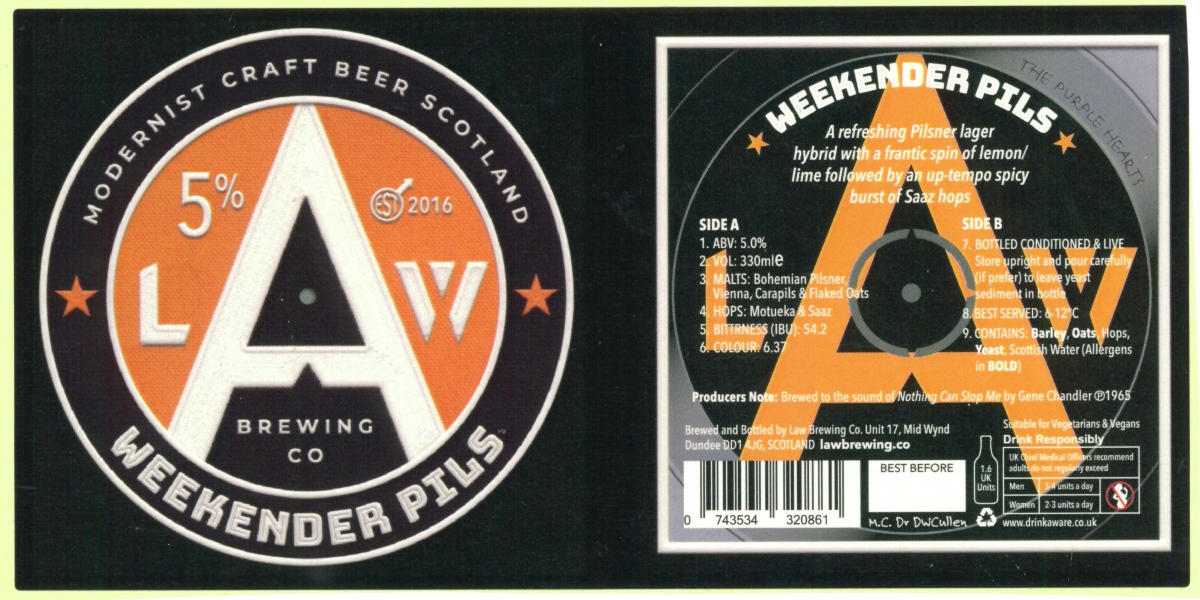 MODERNIST CRAFT BEER SCOTLAND
5%
EST 2016
L A W
BREWING
CO
WEEKENDER PILS
THE PURPLE HEARTS
WEEKENDER PILS
A refreshing Pilsner lager
hybrid with a frantic spin of lemon/
lime followed by an up-tempo spicy
burst of Saaz hops
SIDE A
1. ABV: 5.0%
2. VOL: 330ml℮
3. MALTS: Bohemian Pilsner,
Vienna, Carapils & Flaked Oats
4. HOPS: Motueka & Saaz
5. BITTRNESS (IBU): 54.2
6. COLOUR: 6.37
SIDE B
7. BOTTLED CONDITIONED & LIVE
Store upright and pour carefully
(if prefer) to leave yeast
sediment in bottle
8. BEST SERVED: 6-12°C
9. CONTAINS: Barley, Oats, Hops,
Yeast, Scottish Water (Allergens
in BOLD)
L A W
Producers Note: Brewed to the sound of Nothing Can Stop Me by Gene Chandler ℗1965
Brewed and Bottled by Law Brewing Co. Unit 17, Mid Wynd
Dundee DD1 4JG, SCOTLAND lawbrewing.co
0 743534 320861
BEST BEFORE
M.C. Dr DWCullen
1.6
UK
Units
Suitable for Vegetarians & Vegans
Drink Responsibly
UK Chief Medical Officers recommend
adults do not regularly exceed
Men 3-4 units a day
Women 2-3 units a day
www.drinkaware.co.uk